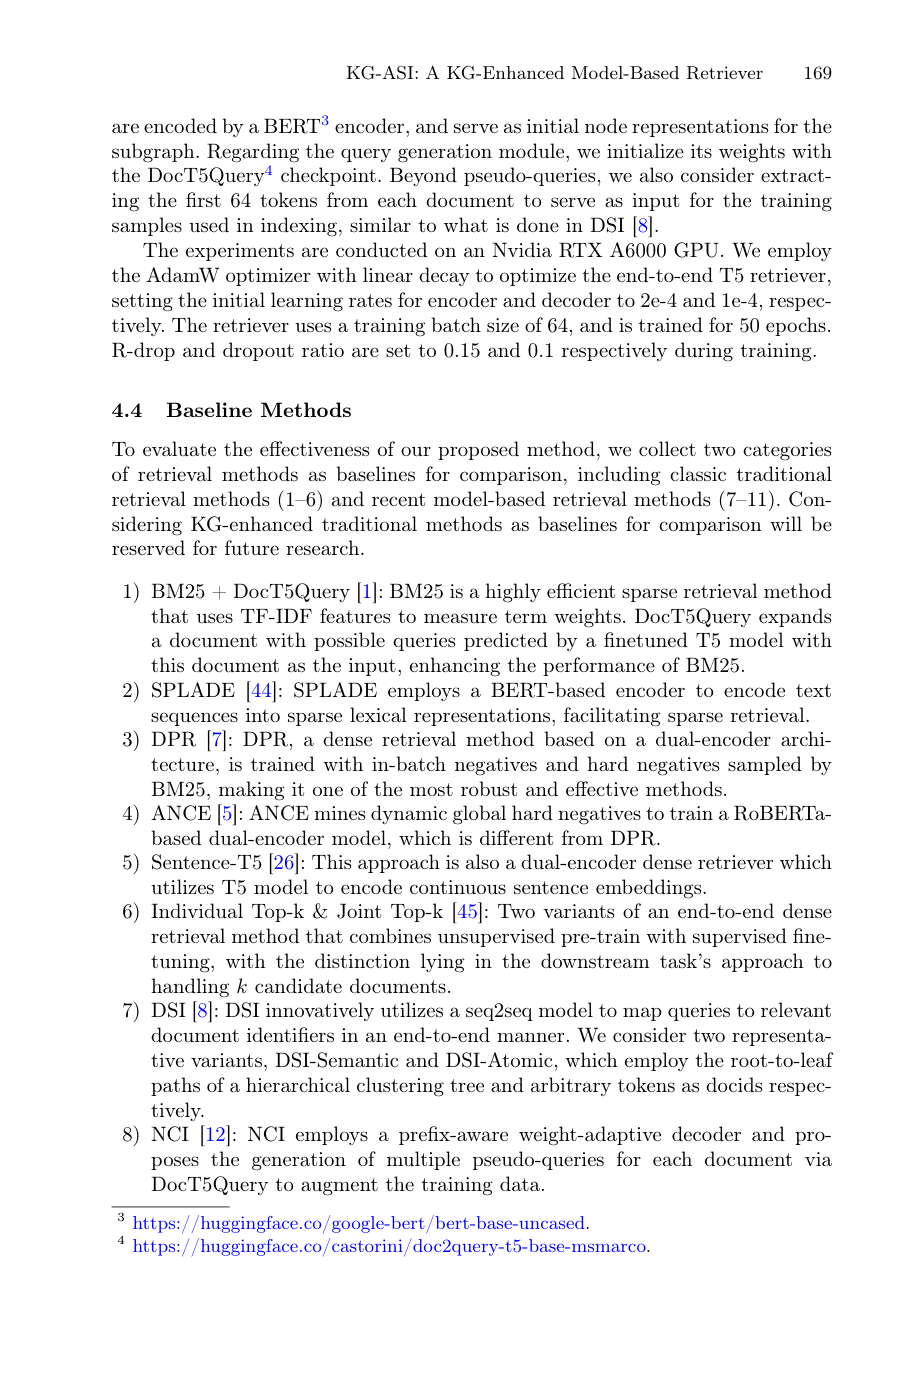 KG-ASI: A KG-Enhanced Model-Based Retriever 169
are encoded by a BERT3 encoder, and serve as initial node representations for the
subgraph. Regarding the query generation module, we initialize its weights with
the DocT5Query4 checkpoint. Beyond pseudo-queries, we also consider extract-
ing the first 64 tokens from each document to serve as input for the training
samples used in indexing, similar to what is done in DSI [8].
The experiments are conducted on an Nvidia RTX A6000 GPU. We employ
the AdamW optimizer with linear decay to optimize the end-to-end T5 retriever,
setting the initial learning rates for encoder and decoder to 2e-4 and 1e-4, respec-
tively. The retriever uses a training batch size of 64, and is trained for 50 epochs.
R-drop and dropout ratio are set to 0.15 and 0.1 respectively during training.
4.4 Baseline Methods
To evaluate the effectiveness of our proposed method, we collect two categories
of retrieval methods as baselines for comparison, including classic traditional
retrieval methods (1–6) and recent model-based retrieval methods (7–11). Con-
sidering KG-enhanced traditional methods as baselines for comparison will be
reserved for future research.
1) BM25 + DocT5Query [1]: BM25 is a highly efficient sparse retrieval method
that uses TF-IDF features to measure term weights. DocT5Query expands
a document with possible queries predicted by a finetuned T5 model with
this document as the input, enhancing the performance of BM25.
2) SPLADE [44]: SPLADE employs a BERT-based encoder to encode text
sequences into sparse lexical representations, facilitating sparse retrieval.
3) DPR [7]: DPR, a dense retrieval method based on a dual-encoder archi-
tecture, is trained with in-batch negatives and hard negatives sampled by
BM25, making it one of the most robust and effective methods.
4) ANCE [5]: ANCE mines dynamic global hard negatives to train a RoBERTa-
based dual-encoder model, which is different from DPR.
5) Sentence-T5 [26]: This approach is also a dual-encoder dense retriever which
utilizes T5 model to encode continuous sentence embeddings.
6) Individual Top-k & Joint Top-k [45]: Two variants of an end-to-end dense
retrieval method that combines unsupervised pre-train with supervised fine-
tuning, with the distinction lying in the downstream task's approach to
handling k candidate documents.
7) DSI [8]: DSI innovatively utilizes a seq2seq model to map queries to relevant
document identifiers in an end-to-end manner. We consider two representa-
tive variants, DSI-Semantic and DSI-Atomic, which employ the root-to-leaf
paths of a hierarchical clustering tree and arbitrary tokens as docids respec-
tively.
8) NCI [12]: NCI employs a prefix-aware weight-adaptive decoder and pro-
poses the generation of multiple pseudo-queries for each document via
DocT5Query to augment the training data.
3 https://huggingface.co/google-bert/bert-base-uncased.
4 https://huggingface.co/castorini/doc2query-t5-base-msmarco.